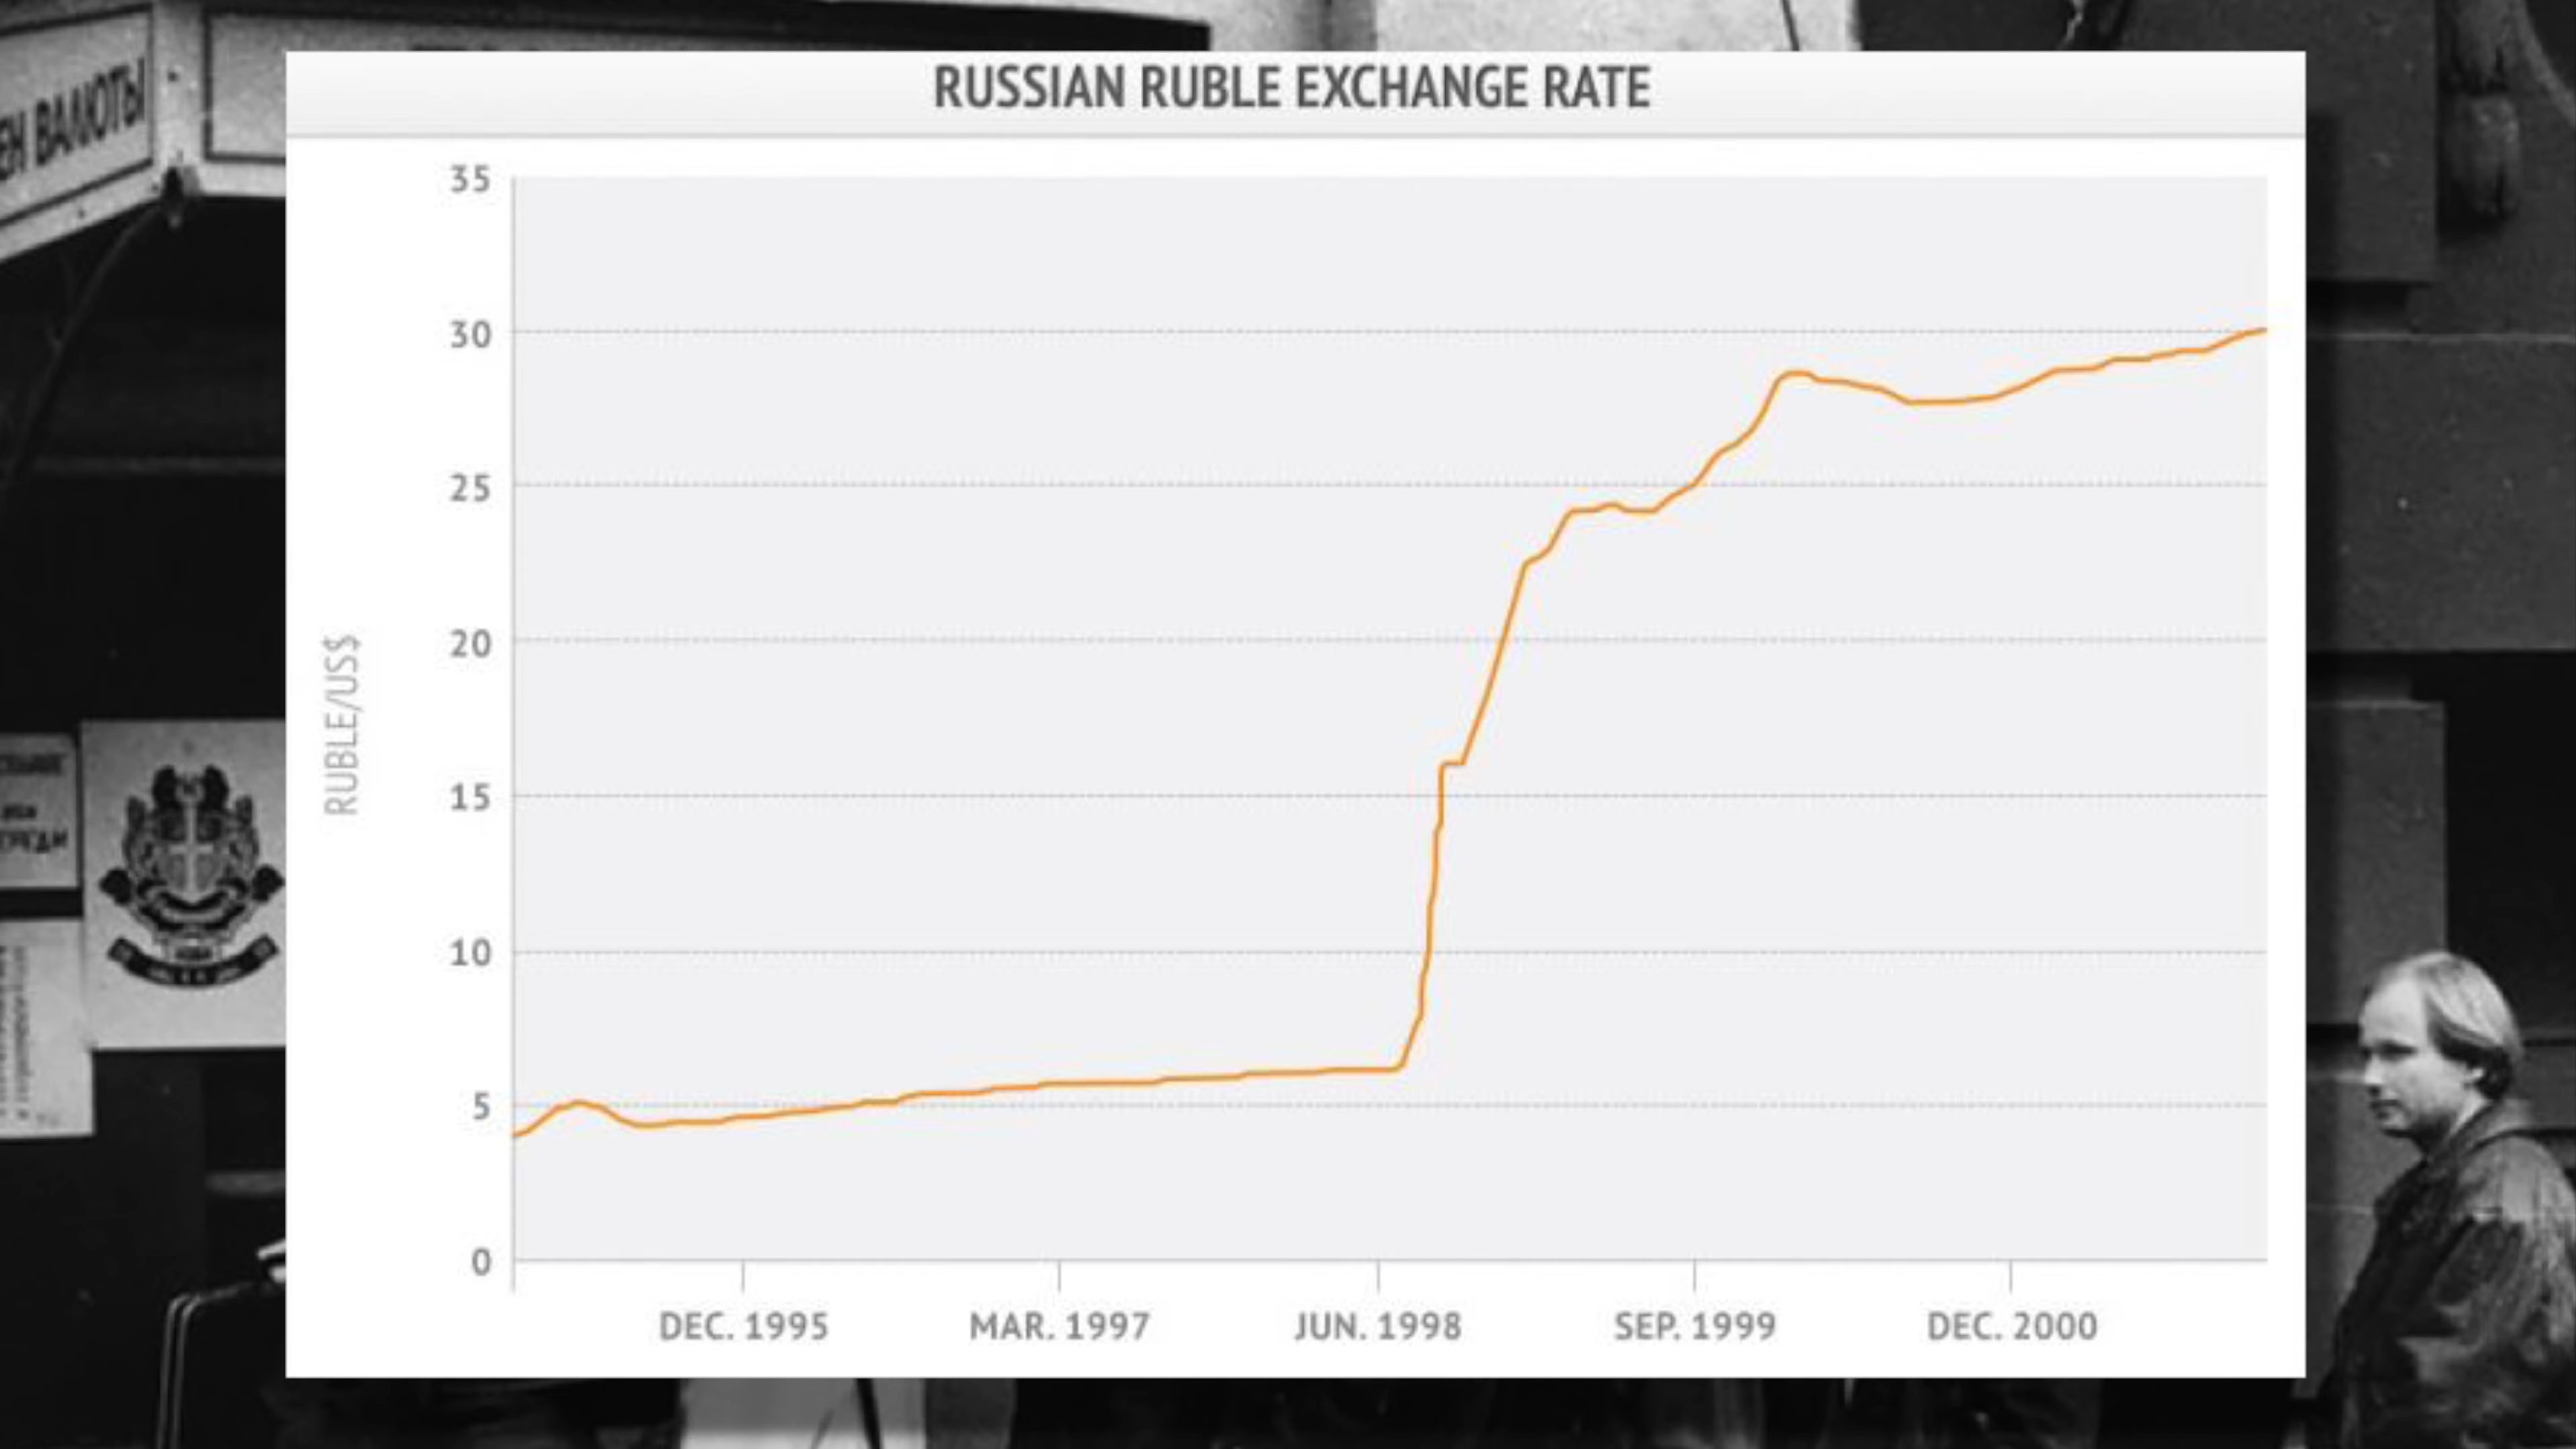 ЕН ВАЛЮТЫ
RUSSIAN RUBLE EXCHANGE RATE
35
30
25
20
15
10
5
0
RUBLE/US$
DEC. 1995
MAR. 1997
JUN. 1998
SEP. 1999
DEC. 2000